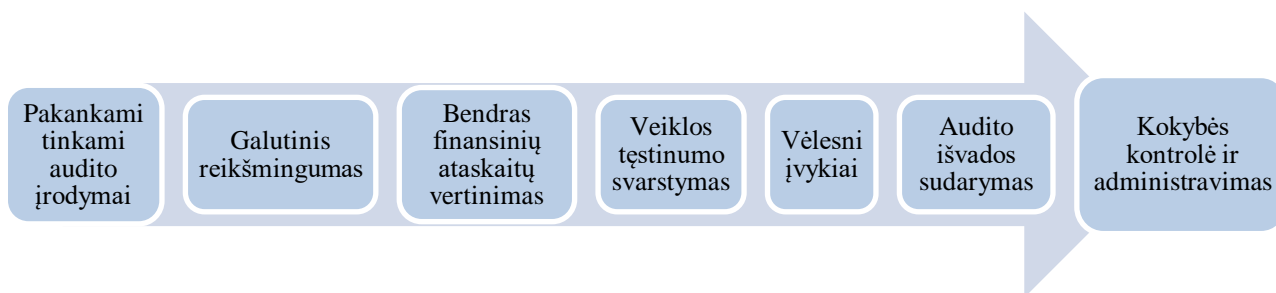 Pakankami
tinkami
audito
įrodymai
Galutinis
reikšmingumas
Bendras
finansinių
ataskaitų
vertinimas
Veiklos
tęstinumo
svarstymas
Vėlesni
įvykiai
Audito
išvados
sudarymas
Kokybės
kontrolė ir
administravimas